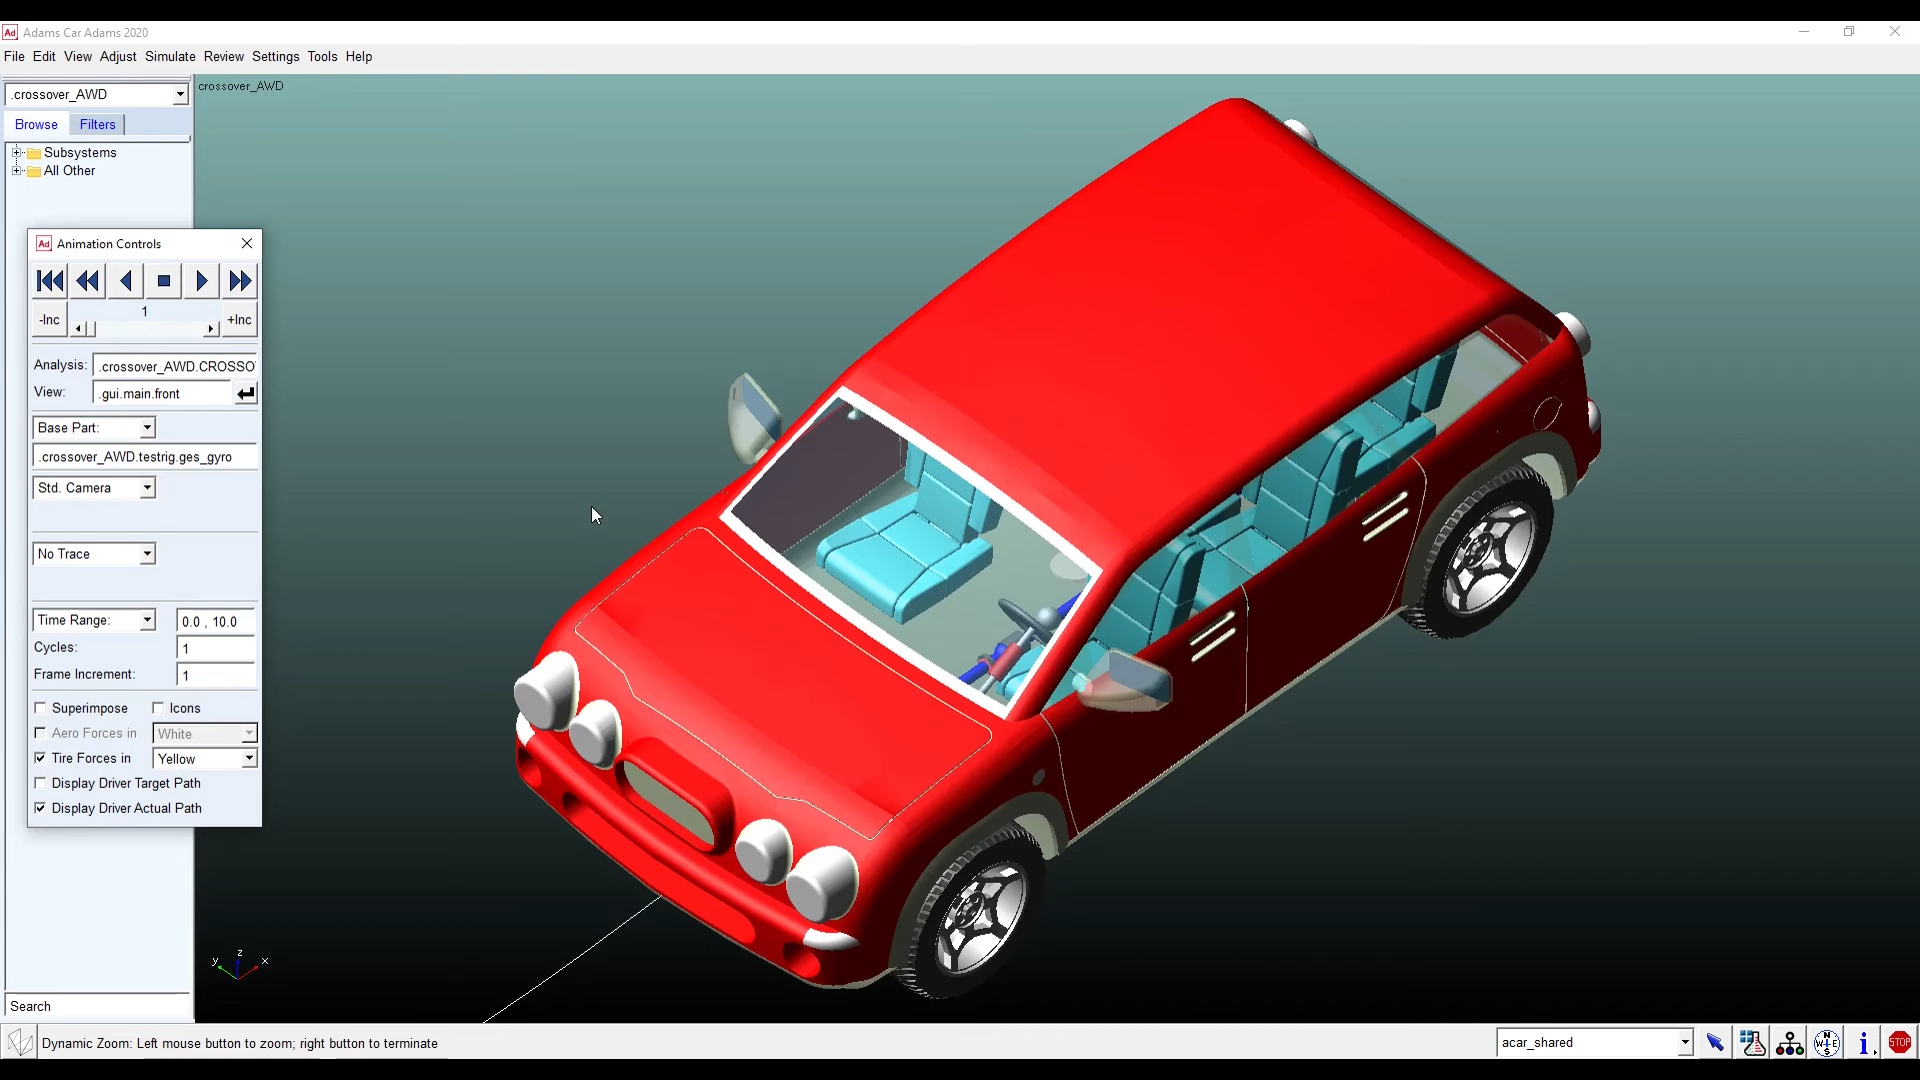 Ad Adams Car Adams 2020
File Edit View Adjust Simulate Review Settings Tools Help
.crossover_AWD
crossover_AWD
Browse Filters
Subsystems
All Other
Ad Animation Controls
1
-Inc +Inc
Analysis: .crossover_AWD.CROSSO
View: .gui.main.front
Base Part:
.crossover_AWD.testrig.ges_gyro
Std. Camera
No Trace
Time Range: 0.0 , 10.0
Cycles: 1
Frame Increment: 1
Superimpose Icons
Aero Forces in White
Tire Forces in Yellow
Display Driver Target Path
Display Driver Actual Path
z
y x
Search
Dynamic Zoom: Left mouse button to zoom; right button to terminate
acar_shared
N
W E
S
i
STOP